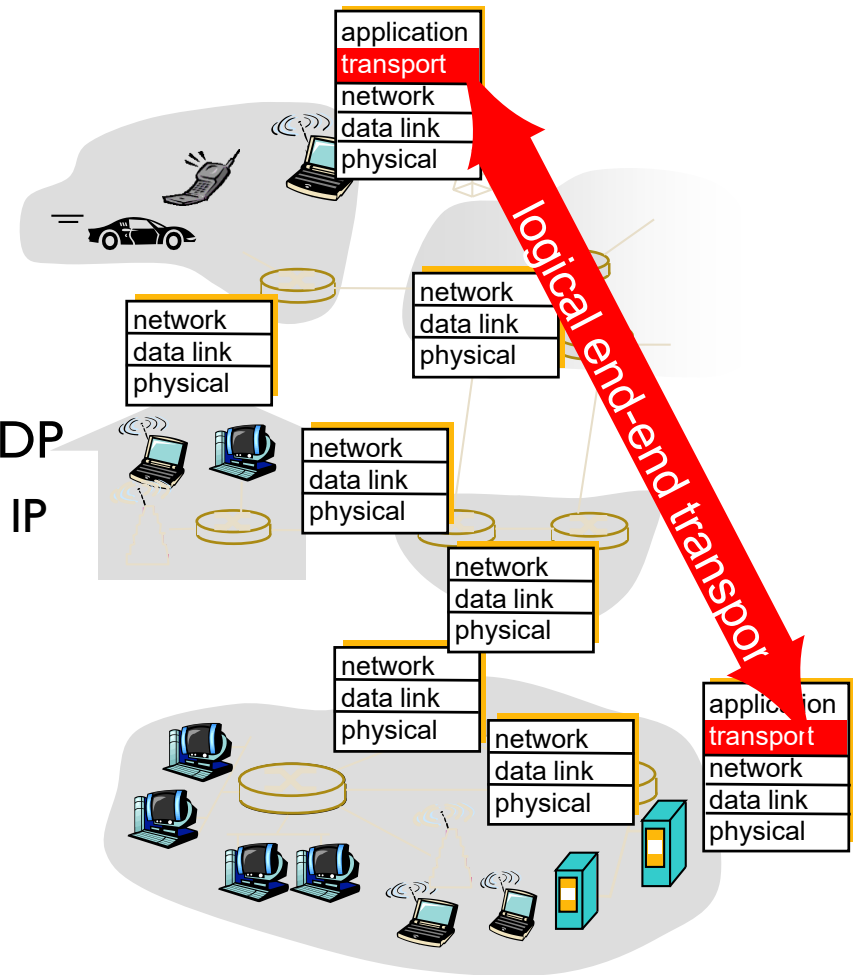 application
transport
network
data link
physical
logical end-end transpor
network
data link
physical
network
data link
physical
DP
IP
network
data link
physical
network
data link
physical
network
data link
physical
network
data link
physical
application
transport
network
data link
physical